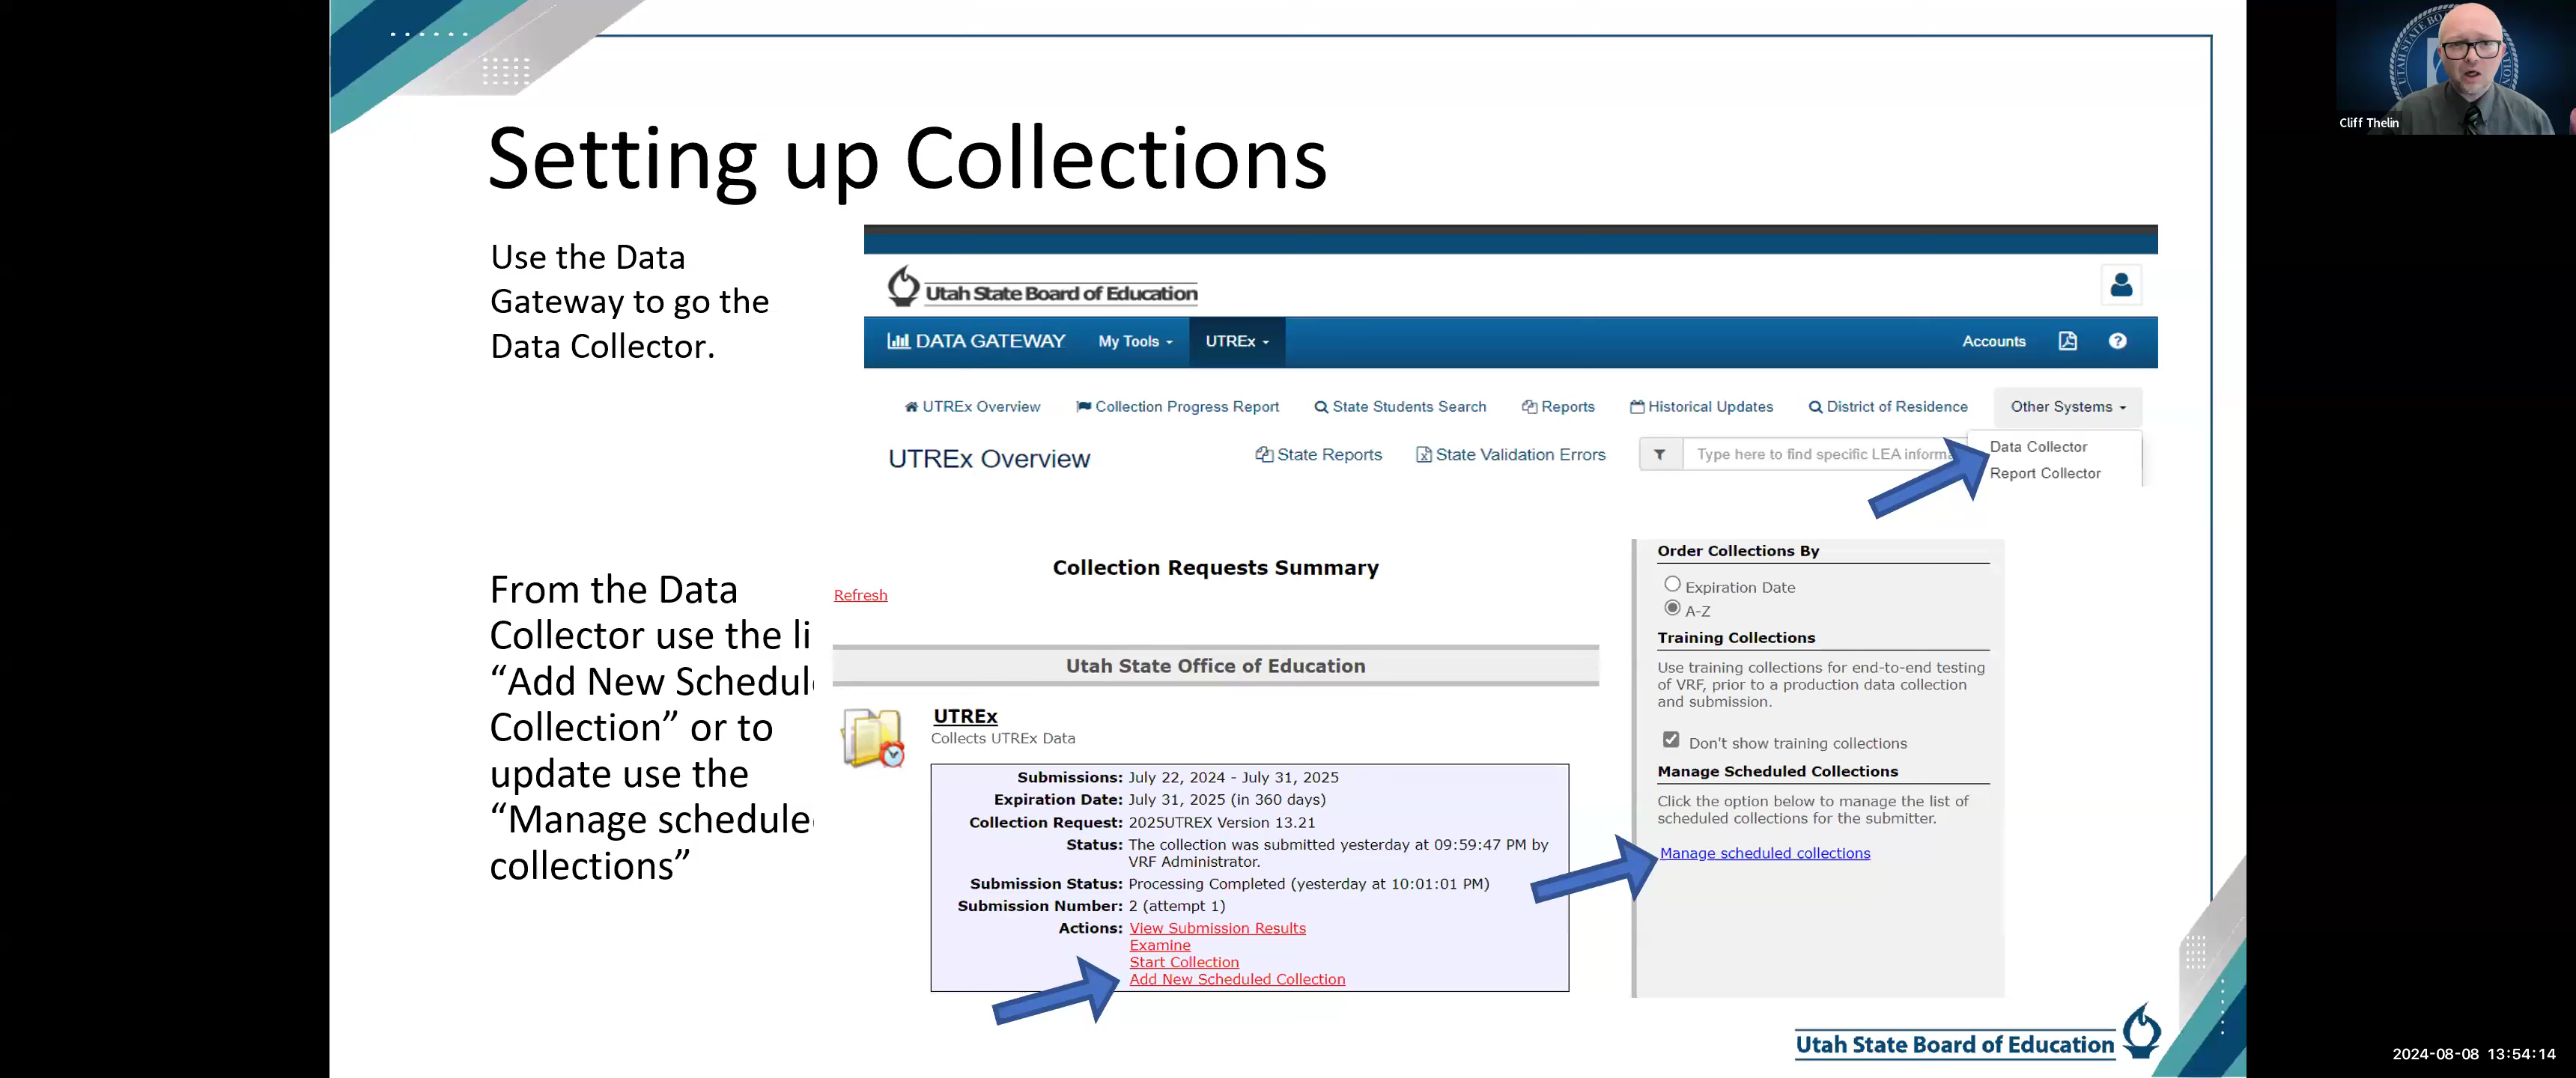 Setting up Collections
Use the Data
Gateway to go the
Data Collector.
Utah State Board of Education
DATA GATEWAY My Tools UTREx Accounts
UTREx Overview Collection Progress Report State Students Search Reports Historical Updates District of Residence Other Systems
UTREx Overview State Reports State Validation Errors Type here to find specific LEA informa
Data Collector
Report Collector
From the Data
Collector use the li
“Add New Schedul
Collection” or to
update use the
“Manage schedule
collections”
Collection Requests Summary
Refresh
Utah State Office of Education
UTREx
Collects UTREx Data
Submissions: July 22, 2024 - July 31, 2025
Expiration Date: July 31, 2025 (in 360 days)
Collection Request: 2025UTREX Version 13.21
Status: The collection was submitted yesterday at 09:59:47 PM by
VRF Administrator.
Submission Status: Processing Completed (yesterday at 10:01:01 PM)
Submission Number: 2 (attempt 1)
Actions: View Submission Results
Examine
Start Collection
Add New Scheduled Collection
Order Collections By
Expiration Date
A-Z
Training Collections
Use training collections for end-to-end testing
of VRF, prior to a production data collection
and submission.
Don't show training collections
Manage Scheduled Collections
Click the option below to manage the list of
scheduled collections for the submitter.
Manage scheduled collections
Utah State Board of Education
Cliff Thelin
2024-08-08 13:54:14